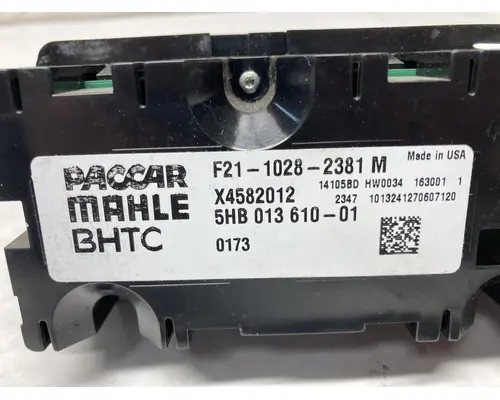 PACCAR
MAHLE
BHTC
F21-1028-2381 M
Made in USA
X4582012
14105BD HW0034 163001 1
2347 1013241270607120
5HB 013 610-01
0173